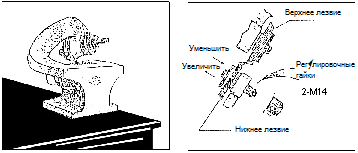 Верхнее лезвие
Уменьшить
Увеличить
Регулировочные
гайки
2-M14
Нижнее лезвие